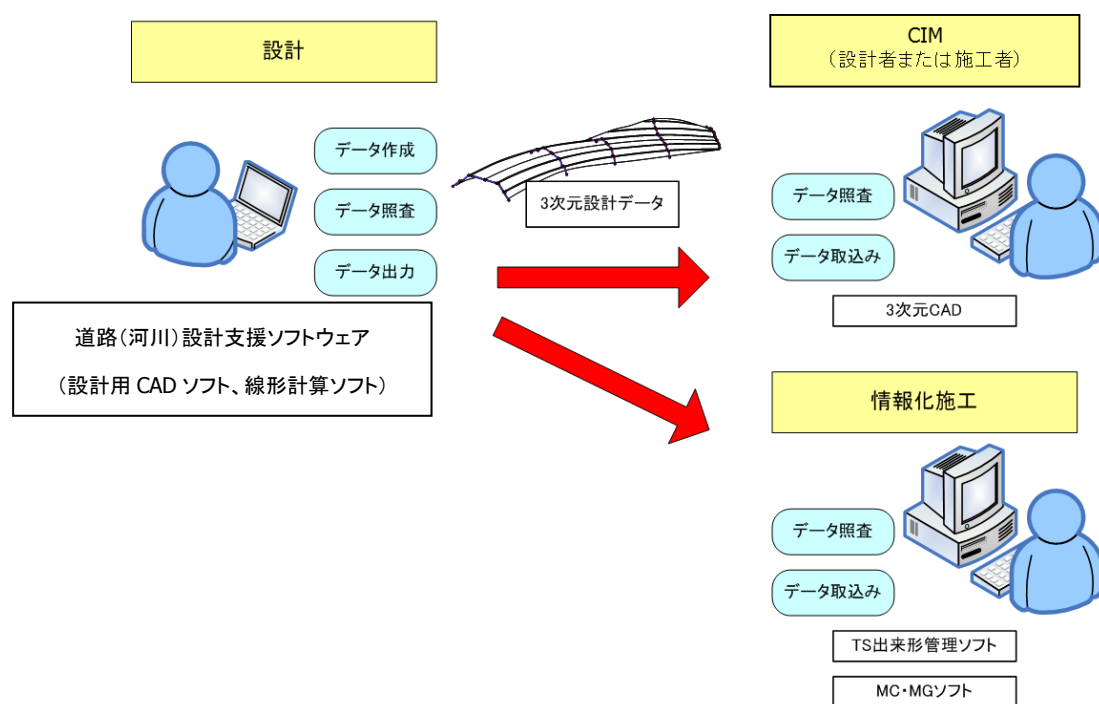 設計
データ作成
データ照査
データ出力
道路(河川)設計支援ソフトウェア
(設計用 CAD ソフト、線形計算ソフト)
3次元設計データ
CIM
(設計者または施工者)
データ照査
データ取込み
3次元CAD
情報化施工
データ照査
データ取込み
TS出来形管理ソフト
MC・MGソフト